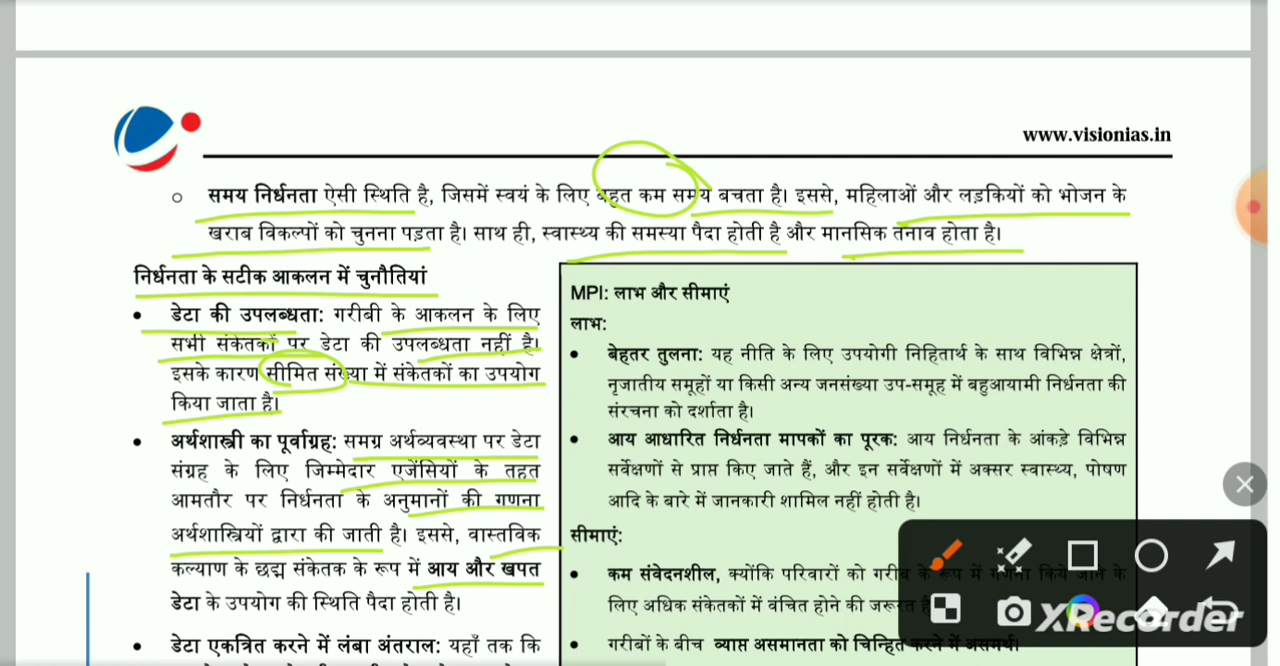 www.visionias.in
○ समय निर्धनता ऐसी स्थिति है, जिसमें स्वयं के लिए बहुत कम समय बचता है। इससे, महिलाओं और लड़कियों को भोजन के
खराब विकल्पों को चुनना पड़ता है। साथ ही, स्वास्थ्य की समस्या पैदा होती है और मानसिक तनाव होता है।
निर्धनता के सटीक आकलन में चुनौतियां
• डेटा की उपलब्धता: गरीबी के आकलन के लिए
सभी संकेतकों पर डेटा की उपलब्धता नहीं है।
इसके कारण सीमित संख्या में संकेतकों का उपयोग
किया जाता है।
• अर्थशास्त्री का पूर्वाग्रह: समग्र अर्थव्यवस्था पर डेटा
संग्रह के लिए जिम्मेदार एजेंसियों के तहत
आमतौर पर निर्धनता के अनुमानों की गणना
अर्थशास्त्रियों द्वारा की जाती है। इससे, वास्तविक
कल्याण के छद्म संकेतक के रूप में आय और खपत
डेटा के उपयोग की स्थिति पैदा होती है।
• डेटा एकत्रित करने में लंबा अंतराल: यहाँ तक कि
MPI: लाभ और सीमाएं
लाभ:
• बेहतर तुलना: यह नीति के लिए उपयोगी निहितार्थ के साथ विभिन्न क्षेत्रों,
नृजातीय समूहों या किसी अन्य जनसंख्या उप-समूह में बहुआयामी निर्धनता की
संरचना को दर्शाता है।
• आय आधारित निर्धनता मापकों का पूरक: आय निर्धनता के आंकड़े विभिन्न
सर्वेक्षणों से प्राप्त किए जाते हैं, और इन सर्वेक्षणों में अक्सर स्वास्थ्य, पोषण
आदि के बारे में जानकारी शामिल नहीं होती है।
सीमाएं:
• कम संवेदनशील, क्योंकि परिवारों को गरीब के रूप में गणना किये जाने के
लिए अधिक संकेतकों में वंचित होने की जरूरत है
• गरीबों के बीच व्याप्त असमानता को चिन्हित करने में असमर्थ।
XRecorder